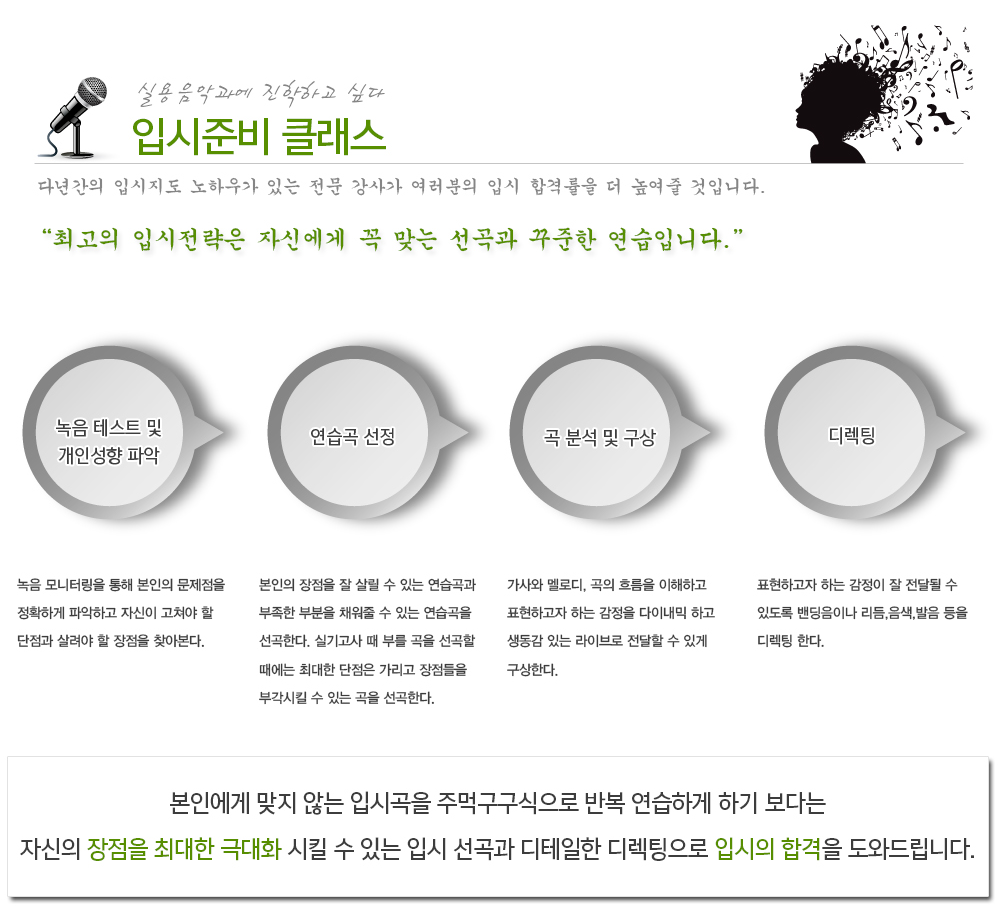 실용음악과에 진학하고 싶다
입시준비 클래스
다년간의 입시지도 노하우가 있는 전문 강사가 여러분의 입시 합격률을 더 높여줄 것입니다.
“최고의 입시전략은 자신에게 꼭 맞는 선곡과 꾸준한 연습입니다.”
녹음 테스트 및
개인성향 파악
연습곡 선정
곡 분석 및 구상
디렉팅
녹음 모니터링을 통해 본인의 문제점을
정확하게 파악하고 자신이 고쳐야 할
단점과 살려야 할 장점을 찾아본다.
본인의 장점을 잘 살릴 수 있는 연습곡과
부족한 부분을 채워줄 수 있는 연습곡을
선곡한다. 실기고사 때 부를 곡을 선곡할
때에는 최대한 단점은 가리고 장점들을
부각시킬 수 있는 곡을 선곡한다.
가사와 멜로디, 곡의 흐름을 이해하고
표현하고자 하는 감정을 다이내믹 하고
생동감 있는 라이브로 전달할 수 있게
구상한다.
표현하고자 하는 감정이 잘 전달될 수
있도록 밴딩음이나 리듬,음색,발음 등을
디렉팅 한다.
본인에게 맞지 않는 입시곡을 주먹구구식으로 반복 연습하게 하기 보다는
자신의 장점을 최대한 극대화 시킬 수 있는 입시 선곡과 디테일한 디렉팅으로 입시의 합격을 도와드립니다.